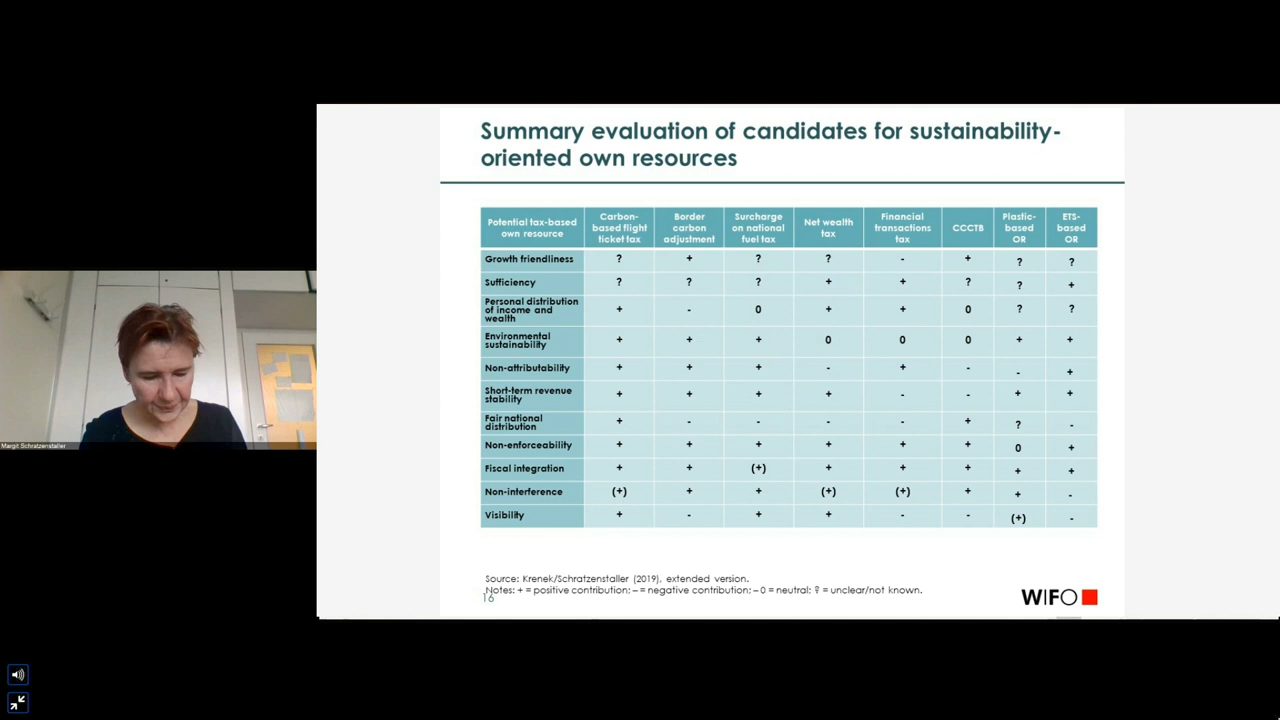 Summary evaluation of candidates for sustainability-
oriented own resources
Potential tax-based
own resource
Carbon-
based flight
ticket tax
Border
carbon
adjustment
Surcharge
on national
fuel tax
Net wealth
tax
Financial
transactions
tax
CCCTB
Plastic-
based
OR
ETS-
based
OR
Growth friendliness ? + ? ? - + ? ?
Sufficiency ? ? ? + + ? ? +
Personal distribution
of income and
wealth
+ - 0 + + 0 ? ?
Environmental
sustainability
+ + + 0 0 0 + +
Non-attributability + + + - + - - +
Short-term revenue
stability
+ + + + - - + +
Fair national
distribution
+ - - - - + ? -
Non-enforceability + + + + + + 0 +
Fiscal integration + + (+) + + + + +
Non-interference (+) + + (+) (+) + + -
Visibility + - + + - - (+) -
Source: Krenek/Schratzenstaller (2019), extended version.
Notes: + = positive contribution; – = negative contribution; – 0 = neutral; ? = unclear/not known.
16
WIFO
Margit Schratzenstaller